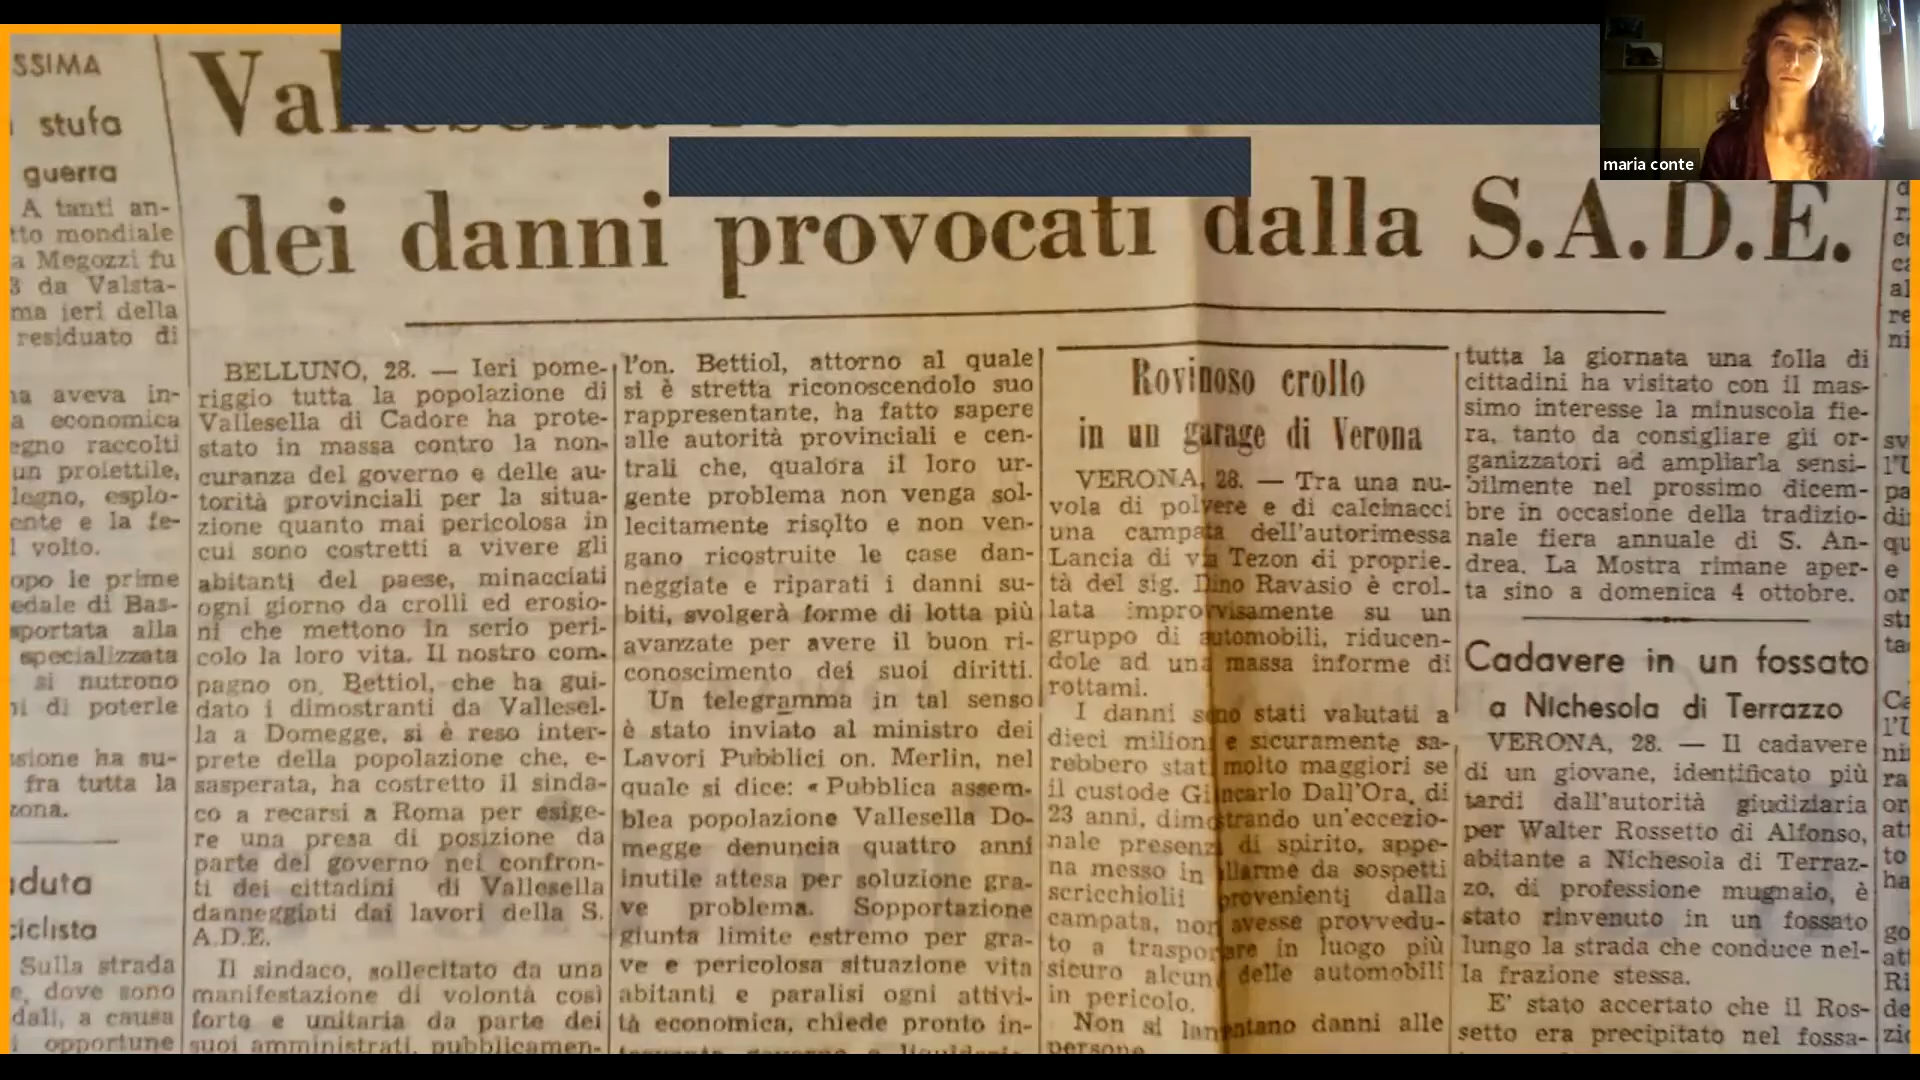 maria conte
dei danni provocati dalla S.A.D.E.
SSIMA
stufa
guerra
A tanti an-
tto mondiale
a Megozzi fu
3 da Valsta-
ma ieri della
residuato di
aveva in-
a economica
egno raccolti
un proiettile,
legno, esplo-
ente e la fe-
volto.
opo le prime
edale di Bas-
sportata alla
specializzata
si nutrono
di poterle
sione ha su-
fra tutta la
zona.
duta
ciclista
Sulla strada
e, dove sono
dali, a causa
opportune
BELLUNO, 28. — Ieri pome-
riggio tutta la popolazione di
Vallesella di Cadore ha prote-
stato in massa contro la non-
curanza del governo e delle au-
torità provinciali per la situa-
zione quanto mai pericolosa in
cui sono costretti a vivere gli
abitanti del paese, minacciati
ogni giorno da crolli ed erosio-
ni che mettono in serio peri-
colo la loro vita. Il nostro com-
pagno on. Bettiol, che ha gui-
dato i dimostranti da Vallesel-
la a Domegge, si è reso inter-
prete della popolazione che, e-
sasperata, ha costretto il sinda-
co a recarsi a Roma per esige-
re una presa di posizione da
parte del governo nei confron-
ti dei cittadini di Vallesella
danneggiati dai lavori della S.
A.D.E.
Il sindaco, sollecitato da una
manifestazione di volontà così
forte e unitaria da parte dei
suoi amministrati, pubblicamen-
l'on. Bettiol, attorno al quale
si è stretta riconoscendolo suo
rappresentante, ha fatto sapere
alle autorità provinciali e cen-
trali che, qualora il loro ur-
gente problema non venga sol-
lecitamente risolto e non ven-
gano ricostruite le case dan-
neggiate e riparati i danni su-
biti, svolgerà forme di lotta più
avanzate per avere il buon ri-
conoscimento dei suoi diritti.
Un telegramma in tal senso
è stato inviato al ministro dei
Lavori Pubblici on. Merlin, nel
quale si dice: « Pubblica assem-
blea popolazione Vallesella Do-
megge denuncia quattro anni
inutile attesa per soluzione gra-
ve problema. Sopportazione
giunta limite estremo per gra-
ve e pericolosa situazione vita
abitanti e paralisi ogni attivi-
tà economica, chiede pronto in-
Rovinoso crollo
in un garage di Verona
VERONA, 28. — Tra una nu-
vola di polvere e di calcinacci
una campata dell'autorimessa
Lancia di via Tezon di proprie-
tà del sig. Dino Ravasio è crol-
lata improvvisamente su un
gruppo di automobili, riducen-
dole ad una massa informe di
rottami.
I danni sono stati valutati a
dieci milioni e sicuramente sa-
rebbero stati molto maggiori se
il custode Giancarlo Dall'Ora, di
23 anni, dimostrando un'eccezio-
nale presenza di spirito, appe-
na messo in allarme da sospetti
scricchiolii provenienti dalla
campata, non avesse provvedu-
to a trasportare in luogo più
sicuro alcune delle automobili
in pericolo.
Non si lamentano danni alle
persone
tutta la giornata una folla di
cittadini ha visitato con il mas-
simo interesse la minuscola fie-
ra, tanto da consigliare gli or-
ganizzatori ad ampliarla sensi-
bilmente nel prossimo dicem-
bre in occasione della tradizio-
nale fiera annuale di S. An-
drea. La Mostra rimane aper-
ta sino a domenica 4 ottobre.
Cadavere in un fossato
a Nichesola di Terrazzo
VERONA, 28. — Il cadavere
di un giovane, identificato più
tardi dall'autorità giudiziaria
per Walter Rossetto di Alfonso,
abitante a Nichesola di Terraz-
zo, di professione mugnaio, è
stato rinvenuto in un fossato
lungo la strada che conduce nel-
la frazione stessa.
E' stato accertato che il Ros-
setto era precipitato nel fossa-